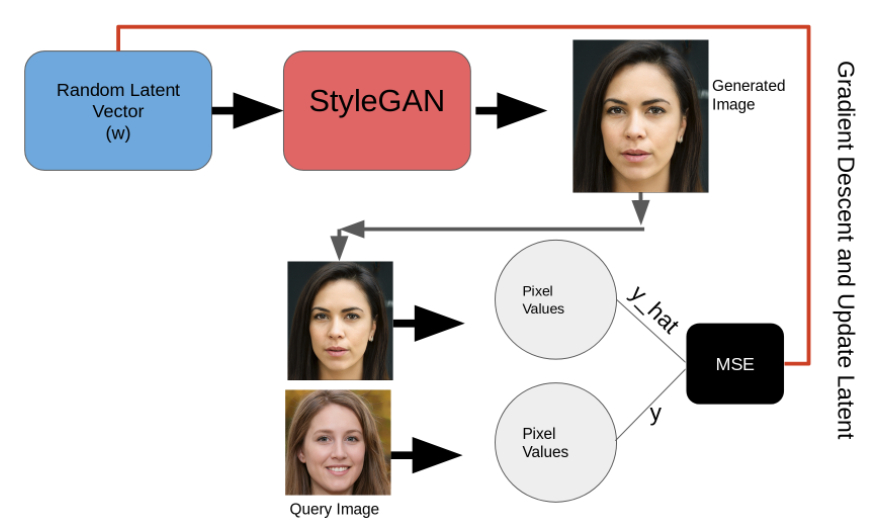 Random Latent
Vector
(w)
StyleGAN
Generated
Image
Gradient Descent and Update Latent
Pixel
Values
y_hat
MSE
Pixel
Values
y
Query Image